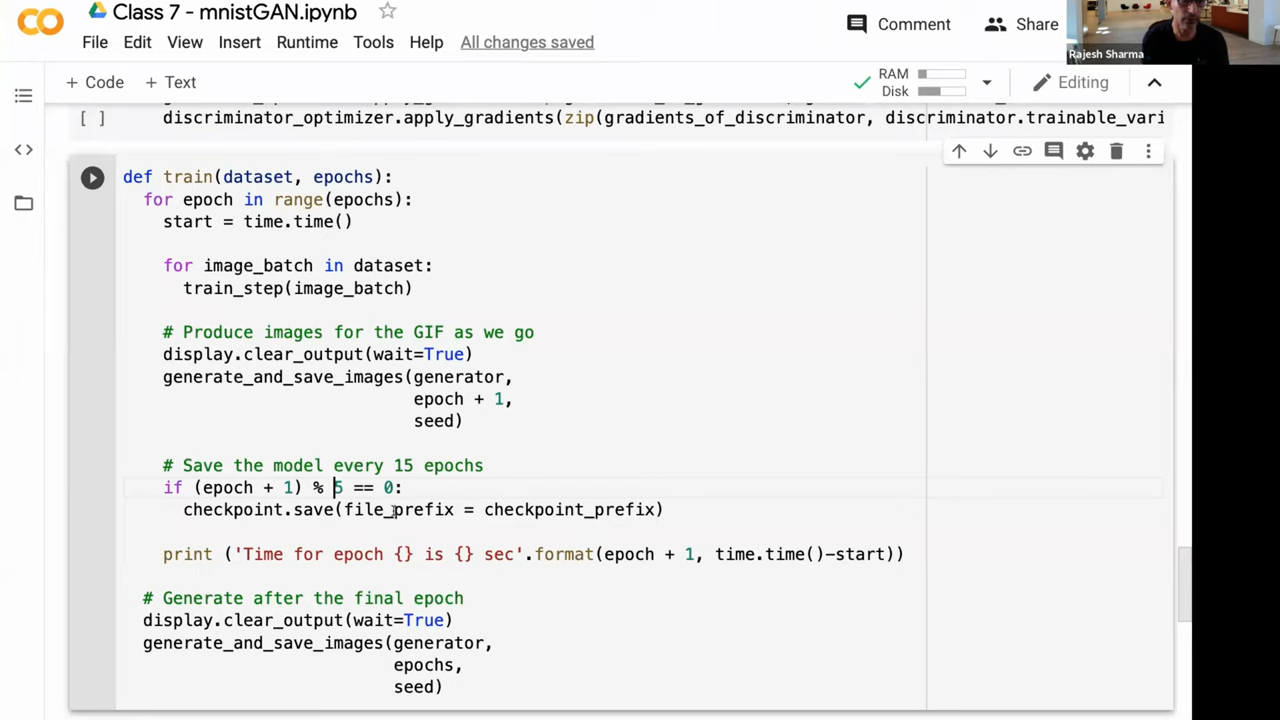 Class 7 - mnistGAN.ipynb
Comment
Share
Rajesh Sharma
File Edit View Insert Runtime Tools Help All changes saved
+ Code + Text
RAM
Disk
Editing
[ ] discriminator_optimizer.apply_gradients(zip(gradients_of_discriminator, discriminator.trainable_vari
def train(dataset, epochs):
for epoch in range(epochs):
start = time.time()
for image_batch in dataset:
train_step(image_batch)
# Produce images for the GIF as we go
display.clear_output(wait=True)
generate_and_save_images(generator,
epoch + 1,
seed)
# Save the model every 15 epochs
if (epoch + 1) % 5 == 0:
checkpoint.save(file_prefix = checkpoint_prefix)
print ('Time for epoch {} is {} sec'.format(epoch + 1, time.time()-start))
# Generate after the final epoch
display.clear_output(wait=True)
generate_and_save_images(generator,
epochs,
seed)